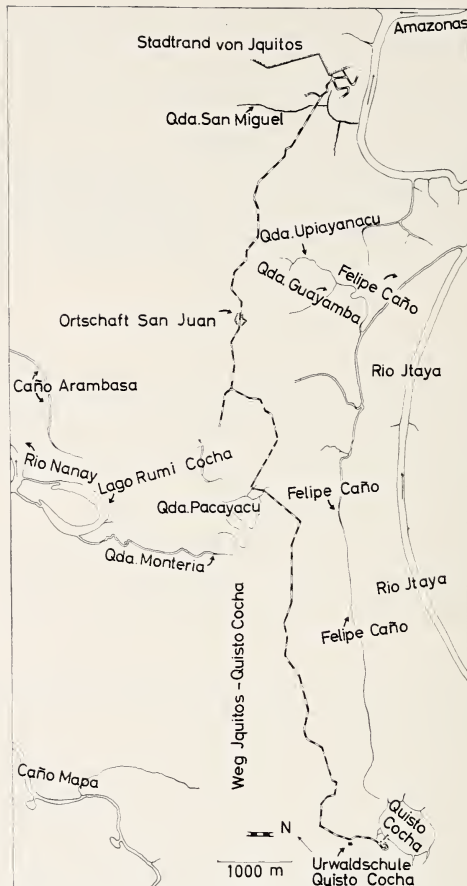 Amazonas
Stadtrand von Jquitos
Qda. San Miguel
Qda. Upiayanacu
Felipe Caño
Qda. Guayamba
Ortschaft San Juan
Rio Jtaya
Caño Arambasa
Rio Nanay
Lago Rumi Cocha
Felipe Caño
Qda. Pacayacu
Qda. Monteria
Rio Jtaya
Felipe Caño
Weg Jquitos - Quisto Cocha
Caño Mapa
Quisto
Cocha
N
1000 m
Urwaldschule
Quisto Cocha